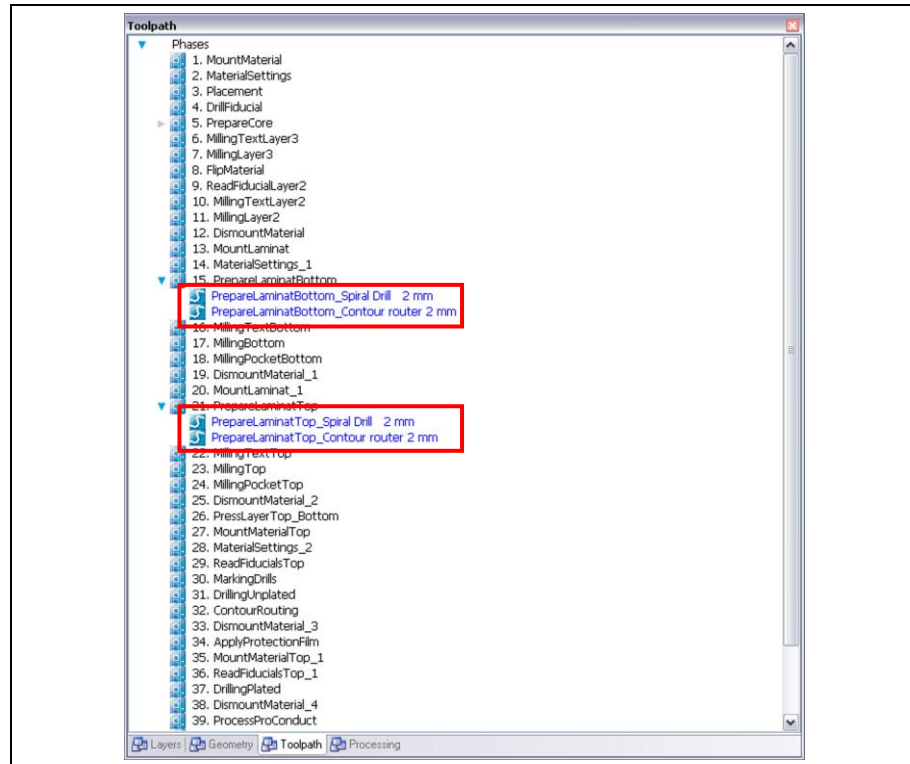 Toolpath
Phases
1. MountMaterial
2. MaterialSettings
3. Placement
4. DrillFiducial
5. PrepareCore
6. MillingTextLayer3
7. MillingLayer3
8. FlipMaterial
9. ReadFiducialLayer2
10. MillingTextLayer2
11. MillingLayer2
12. DismountMaterial
13. MountLaminat
14. MaterialSettings_1
15. PrepareLaminatBottom
PrepareLaminatBottom_Spiral Drill 2 mm
PrepareLaminatBottom_Contour router 2 mm
16. MillingTextBottom
17. MillingBottom
18. MillingPocketBottom
19. DismountMaterial_1
20. MountLaminat_1
21. PrepareLaminatTop
PrepareLaminatTop_Spiral Drill 2 mm
PrepareLaminatTop_Contour router 2 mm
22. MillingTextTop
23. MillingTop
24. MillingPocketTop
25. DismountMaterial_2
26. PressLayerTop_Bottom
27. MountMaterialTop
28. MaterialSettings_2
29. ReadFiducialsTop
30. MarkingDrills
31. DrillingUnplated
32. ContourRouting
33. DismountMaterial_3
34. ApplyProtectionFilm
35. MountMaterialTop_1
36. ReadFiducialsTop_1
37. DrillingPlated
38. DismountMaterial_4
39. ProcessProConduct
Layers Geometry Toolpath Processing